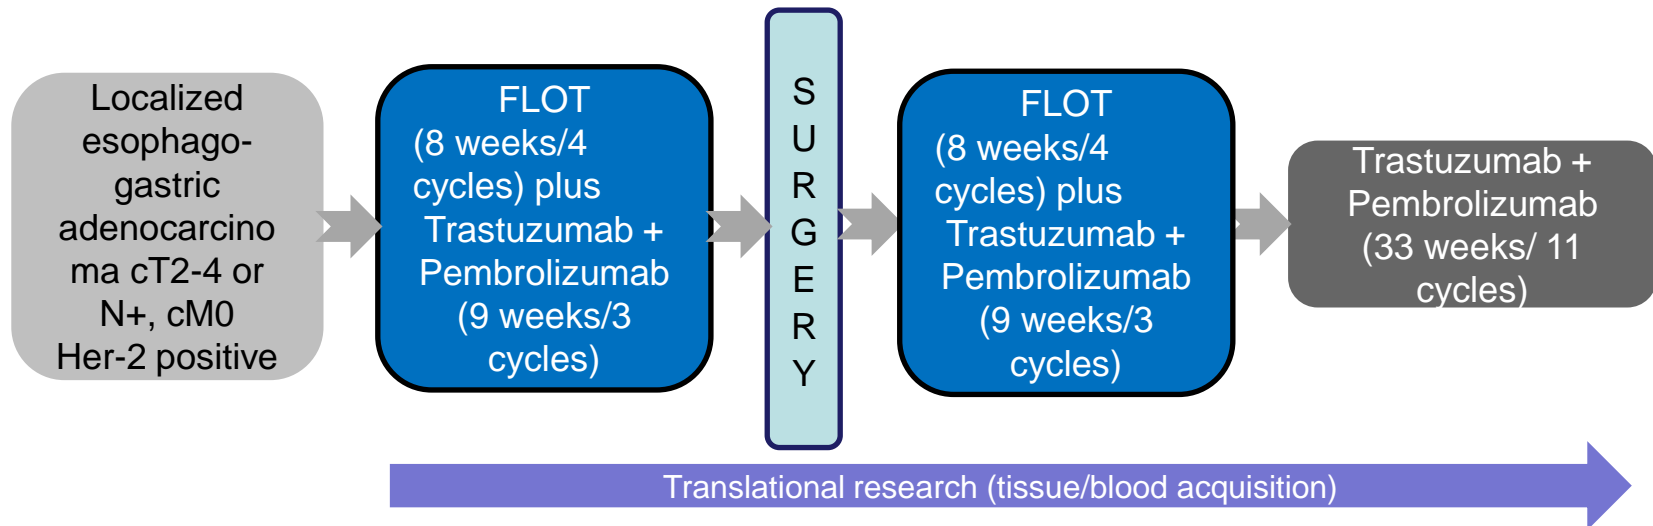 Localized
esophago-
gastric
adenocarcino
ma cT2-4 or
N+, cM0
Her-2 positive
FLOT
(8 weeks/4
cycles) plus
Trastuzumab +
Pembrolizumab
(9 weeks/3
cycles)
S
U
R
G
E
R
Y
FLOT
(8 weeks/4
cycles) plus
Trastuzumab +
Pembrolizumab
(9 weeks/3
cycles)
Trastuzumab +
Pembrolizumab
(33 weeks/ 11
cycles)
Translational research (tissue/blood acquisition)